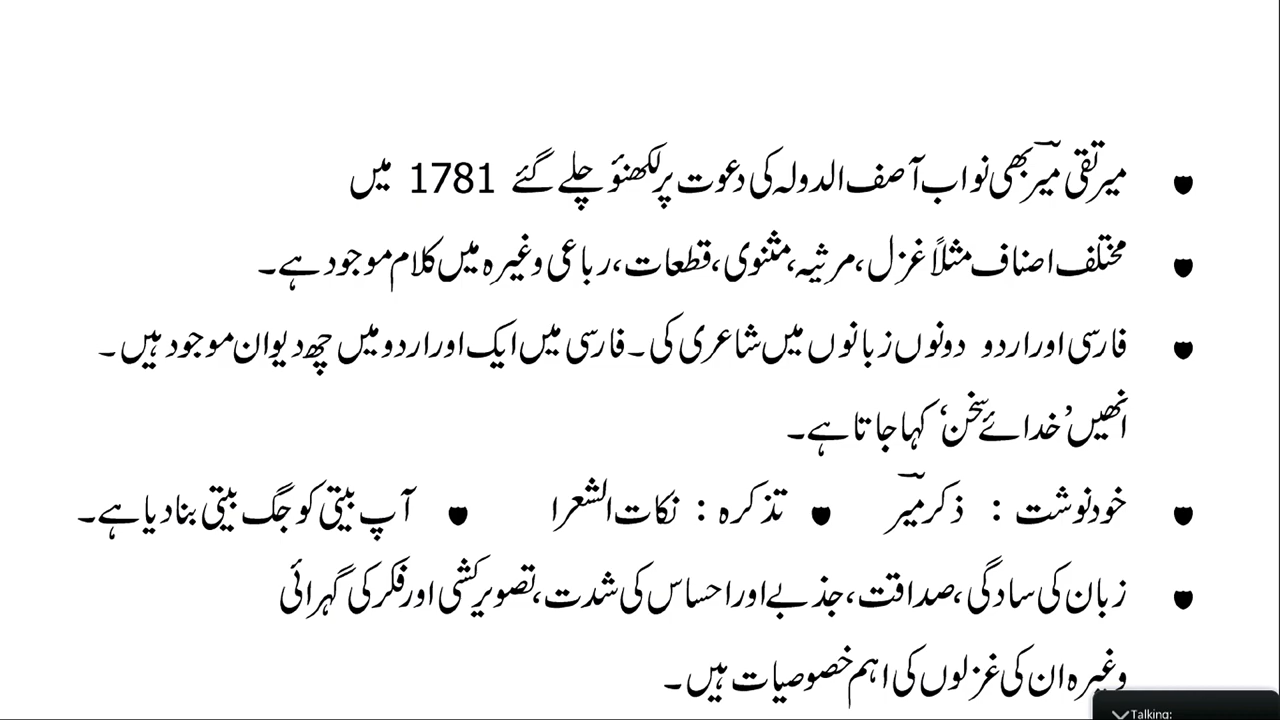 میر تقی میرؔ بھی نواب آصف الدولہ کی دعوت پر لکھنؤ چلے گئے 1781 میں
مختلف اصناف مثلاً غزل، مرثیہ، مثنوی، قطعات، رباعی وغیرہ میں کلام موجود ہے۔
فارسی اور اردو دونوں زبانوں میں شاعری کی۔ فارسی میں ایک اور اردو میں چھ دیوان موجود ہیں۔
انھیں ’خدائے سخن‘ کہا جاتا ہے۔
خودنوشت : ذکر میرؔ تذکرہ : نکات الشعرا آپ بیتی کو جگ بیتی بنا دیا ہے۔
زبان کی سادگی، صداقت، جذبے اور احساس کی شدت، تصویر کشی اور فکر کی گہرائی
وغیرہ ان کی غزلوں کی اہم خصوصیات ہیں۔
Talking: